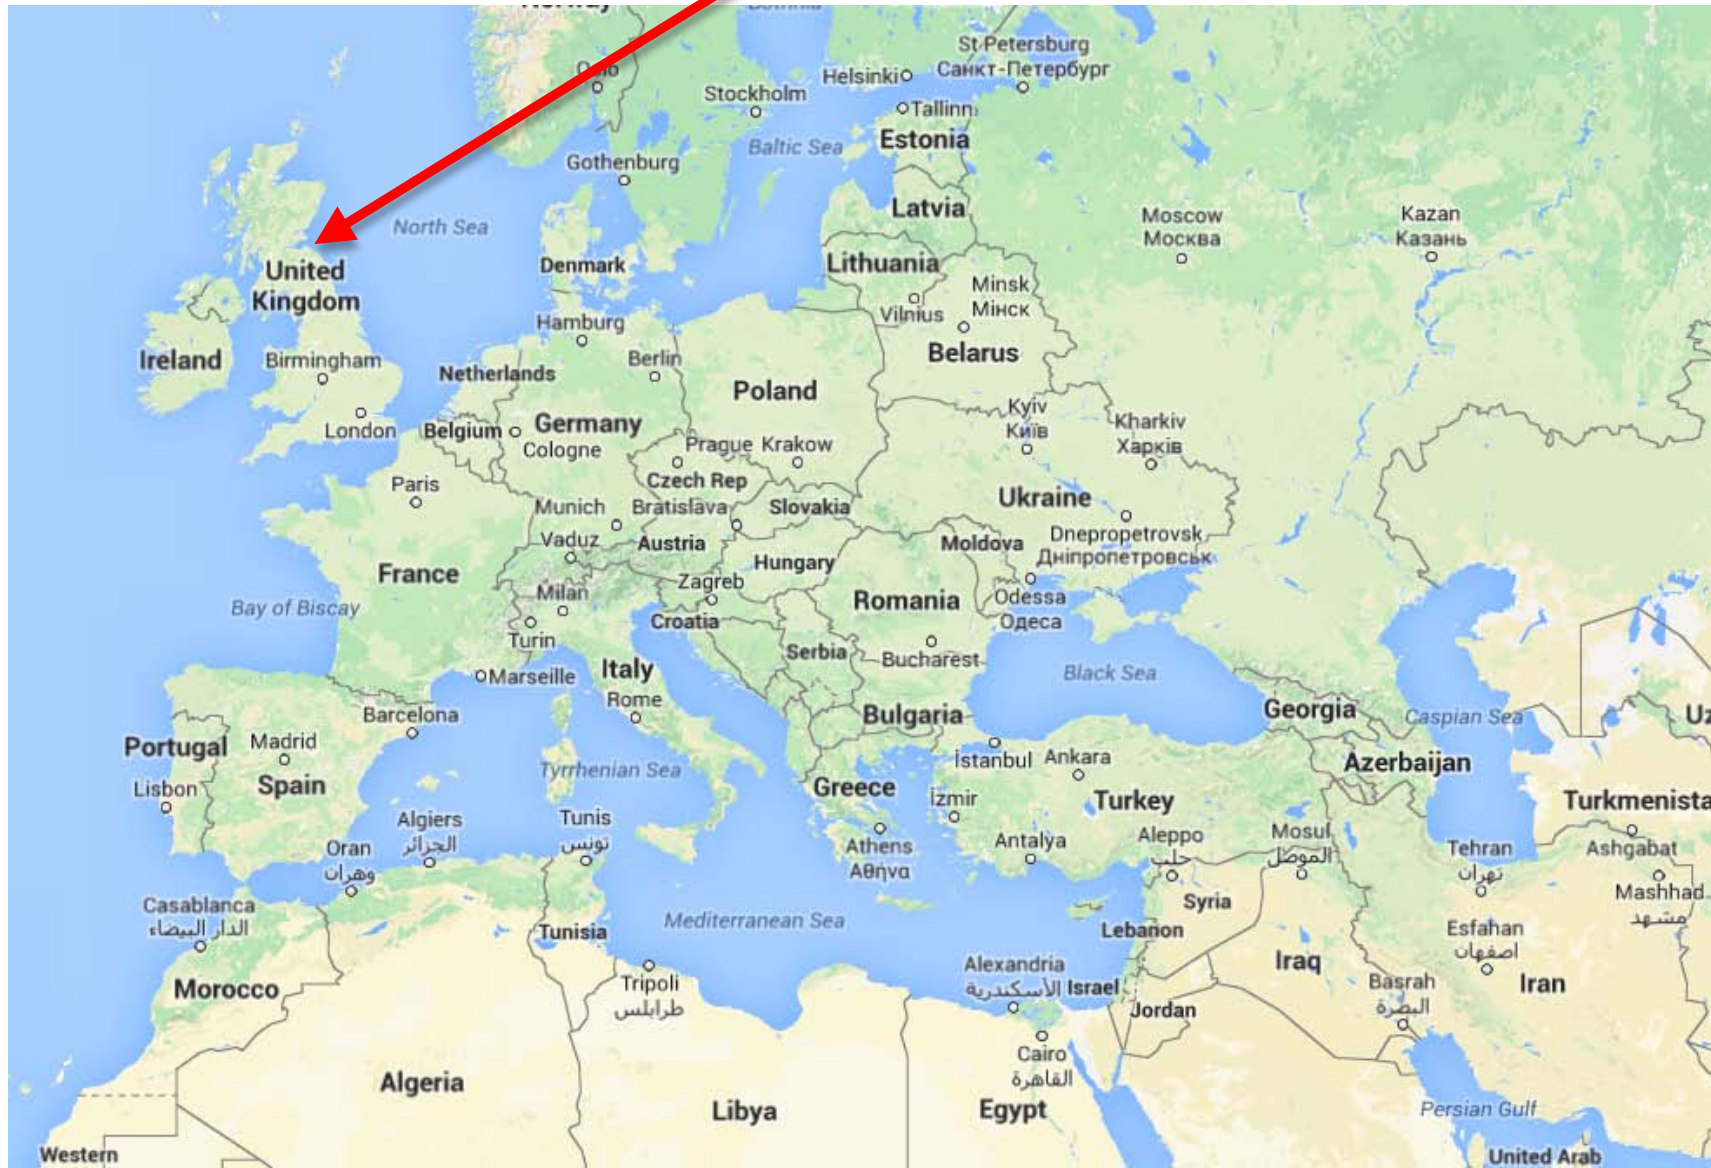 Norway
Bothnia
Oslo
Helsinki
St Petersburg
Санкт-Петербург
Stockholm
Tallinn
Estonia
Baltic Sea
Gothenburg
Latvia
Moscow
Москва
Kazan
Казань
North Sea
Denmark
Lithuania
United
Kingdom
Minsk
Мінск
Vilnius
Hamburg
Ireland
Birmingham
Netherlands
Berlin
Belarus
Poland
London
Belgium
Germany
Cologne
Kyiv
Київ
Kharkiv
Харків
Prague
Krakow
Czech Rep
Paris
Munich
Bratislava
Slovakia
Ukraine
Dnepropetrovsk
Дніпропетровськ
Vaduz
Austria
Hungary
Moldova
France
Zagreb
Milan
Bay of Biscay
Croatia
Romania
Odessa
Одеса
Turin
Serbia
Bucharest
Marseille
Italy
Rome
Black Sea
Barcelona
Bulgaria
Georgia
Caspian Sea
Uz
Portugal
Madrid
Spain
Lisbon
Tyrrhenian Sea
İstanbul
Ankara
Azerbaijan
Greece
İzmir
Turkey
Turkmenista
Algiers
الجزائر
Tunis
تونس
Oran
وهران
Athens
Αθήνα
Antalya
Aleppo
حلب
Mosul
الموصل
Tehran
تهران
Ashgabat
Mashhad
مشهد
Casablanca
الدار البيضاء
Mediterranean Sea
Syria
Tunisia
Lebanon
Esfahan
اصفهان
Morocco
Tripoli
طرابلس
Alexandria
الأسكندرية
Israel
Iraq
Basrah
البصرة
Iran
Jordan
Cairo
القاهرة
Algeria
Libya
Egypt
Persian Gulf
Western
United Arab